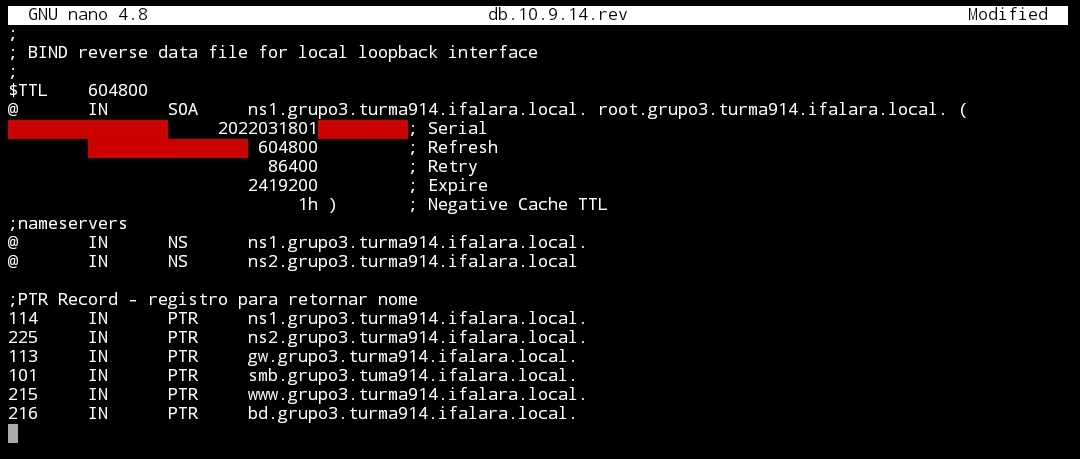 GNU nano 4.8 db.10.9.14.rev Modified
;
; BIND reverse data file for local loopback interface
;
$TTL 604800
@ IN SOA ns1.grupo3.turma914.ifalara.local. root.grupo3.turma914.ifalara.local. (
2022031801 ; Serial
604800 ; Refresh
86400 ; Retry
2419200 ; Expire
1h ) ; Negative Cache TTL
;nameservers
@ IN NS ns1.grupo3.turma914.ifalara.local.
@ IN NS ns2.grupo3.turma914.ifalara.local
;PTR Record - registro para retornar nome
114 IN PTR ns1.grupo3.turma914.ifalara.local.
225 IN PTR ns2.grupo3.turma914.ifalara.local.
113 IN PTR gw.grupo3.turma914.ifalara.local.
101 IN PTR smb.grupo3.tuma914.ifalara.local.
215 IN PTR www.grupo3.turma914.ifalara.local.
216 IN PTR bd.grupo3.turma914.ifalara.local.